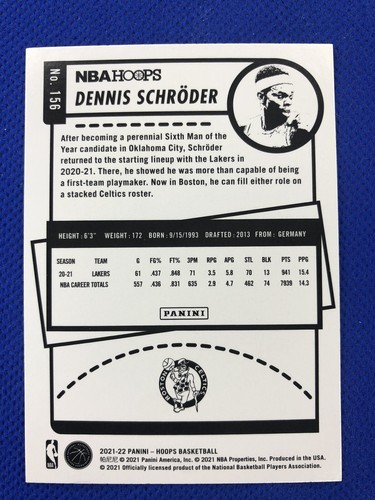 No. 156
NBA HOOPS
DENNIS SCHRÖDER
After becoming a perennial Sixth Man of the
Year candidate in Oklahoma City, Schröder
returned to the starting lineup with the Lakers in
2020-21. There, he showed he was more than capable of being
a first-team playmaker. Now in Boston, he can fill either role on
a stacked Celtics roster.
HEIGHT: 6'3" WEIGHT: 172 BORN: 9/15/1993 DRAFTED: 2013 FROM: GERMANY
SEASON TEAM G FG% FT% 3PM RPG APG STL BLK PTS PPG
20-21 LAKERS 61 .437 .848 71 3.5 5.8 70 13 941 15.4
NBA CAREER TOTALS 557 .436 .831 635 2.9 4.7 462 74 7939 14.3
PANINI
BOSTON CELTICS
2021-22 PANINI – HOOPS BASKETBALL
帕尼尼 © 2021 Panini America, Inc. © 2021 NBA Properties, Inc. Produced in the USA.
© 2021 Officially licensed product of the National Basketball Players Association.
NBA